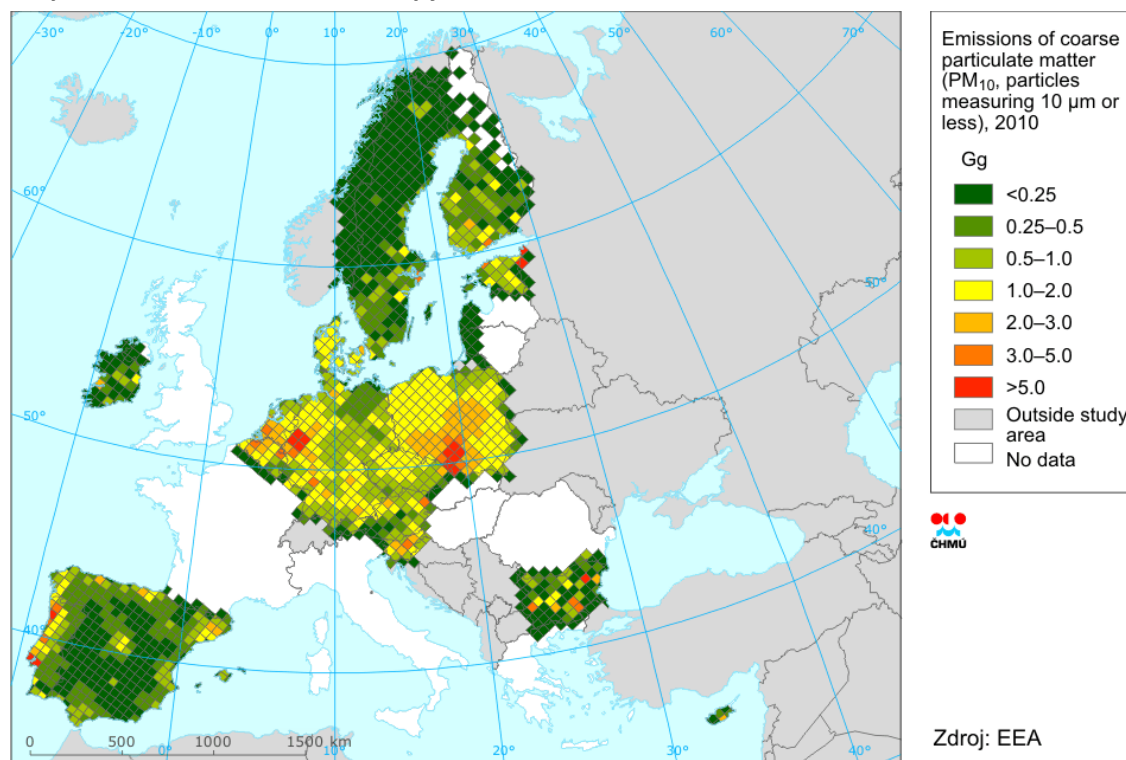 -30° -20° -10° 0° 10° 20° 30° 40° 50° 60° 70°
Emissions of coarse
particulate matter
(PM₁₀, particles
measuring 10 µm or
less), 2010
Gg
<0.25
0.25–0.5
0.5–1.0
1.0–2.0
2.0–3.0
3.0–5.0
>5.0
Outside study
area
No data
60°
50°
50°
40°
40°
ČHMÚ
0 500 1000 1500 km
0° 10° 20° 30° 40°
Zdroj: EEA